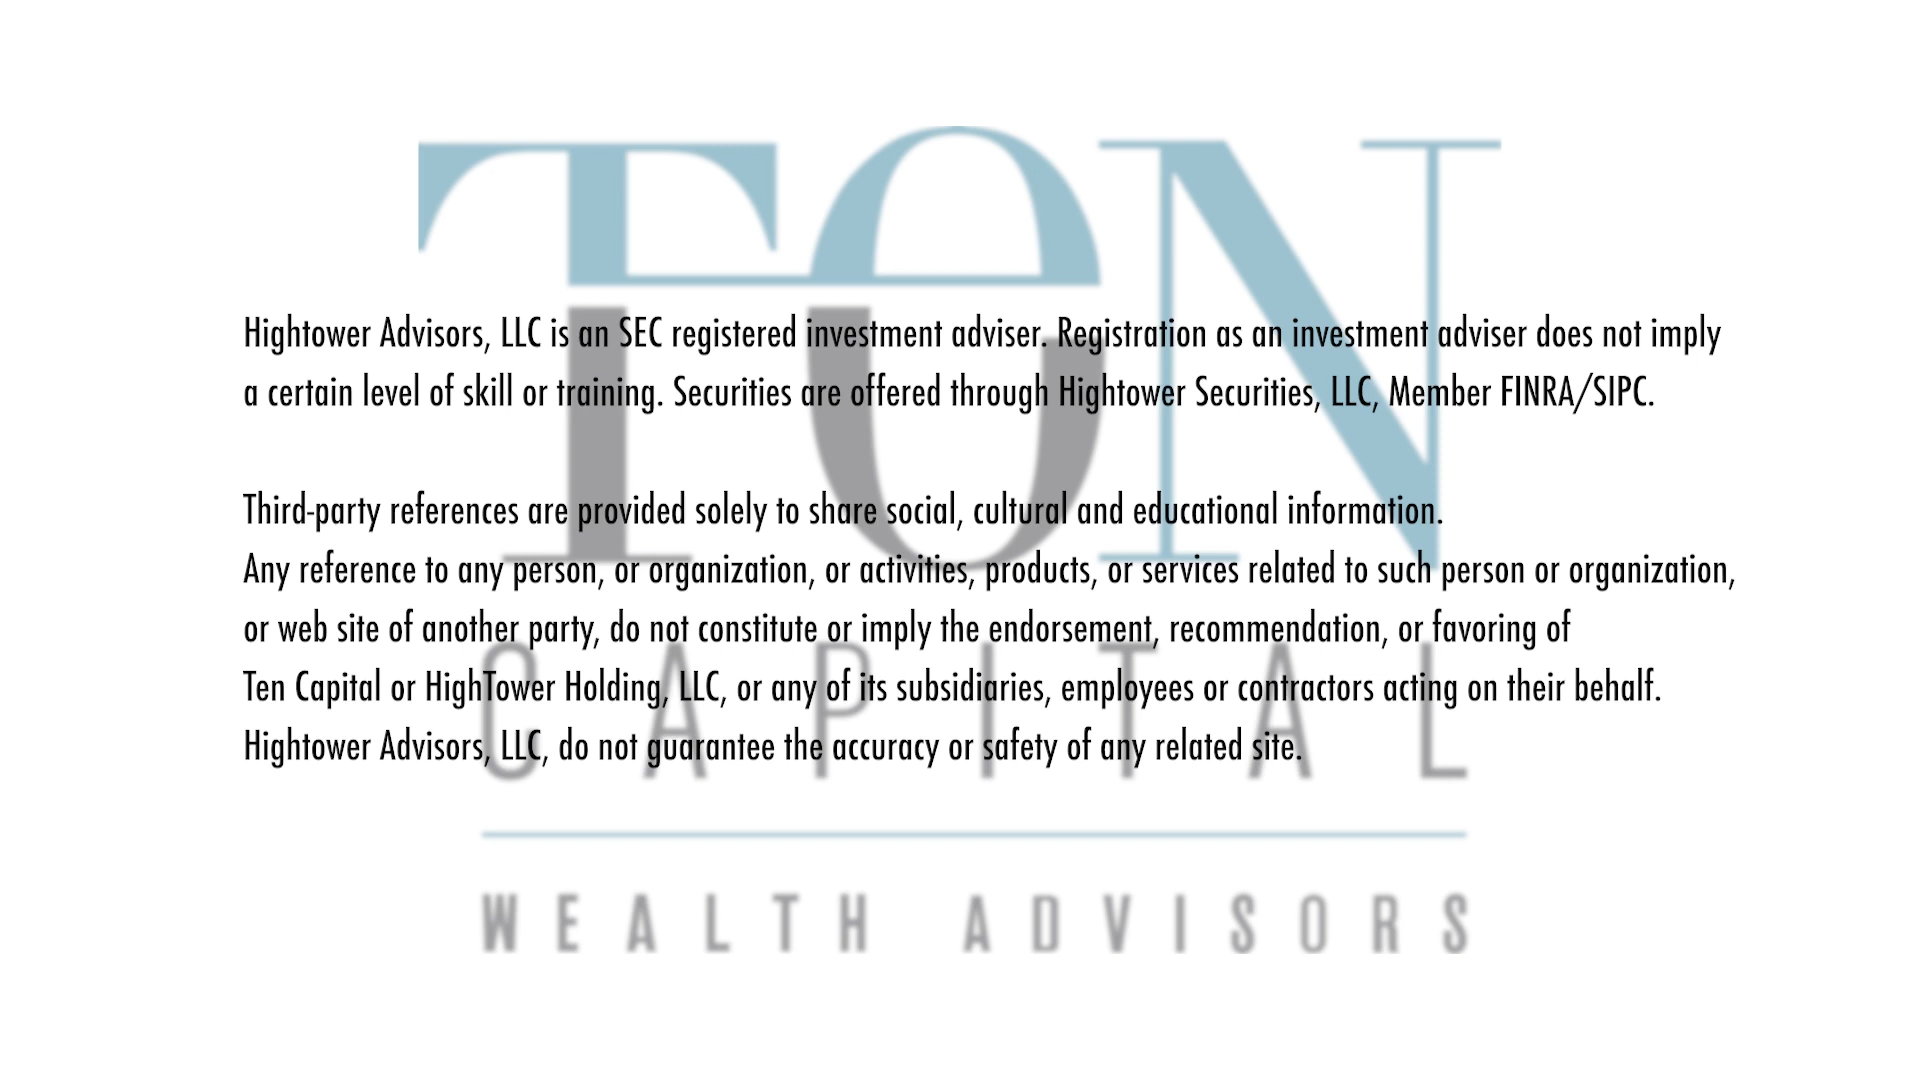 TeN
Hightower Advisors, LLC is an SEC registered investment adviser. Registration as an investment adviser does not imply
a certain level of skill or training. Securities are offered through Hightower Securities, LLC, Member FINRA/SIPC.
Third-party references are provided solely to share social, cultural and educational information.
Any reference to any person, or organization, or activities, products, or services related to such person or organization,
or web site of another party, do not constitute or imply the endorsement, recommendation, or favoring of
Ten Capital or HighTower Holding, LLC, or any of its subsidiaries, employees or contractors acting on their behalf.
Hightower Advisors, LLC, do not guarantee the accuracy or safety of any related site.
CAPITAL
WEALTH ADVISORS